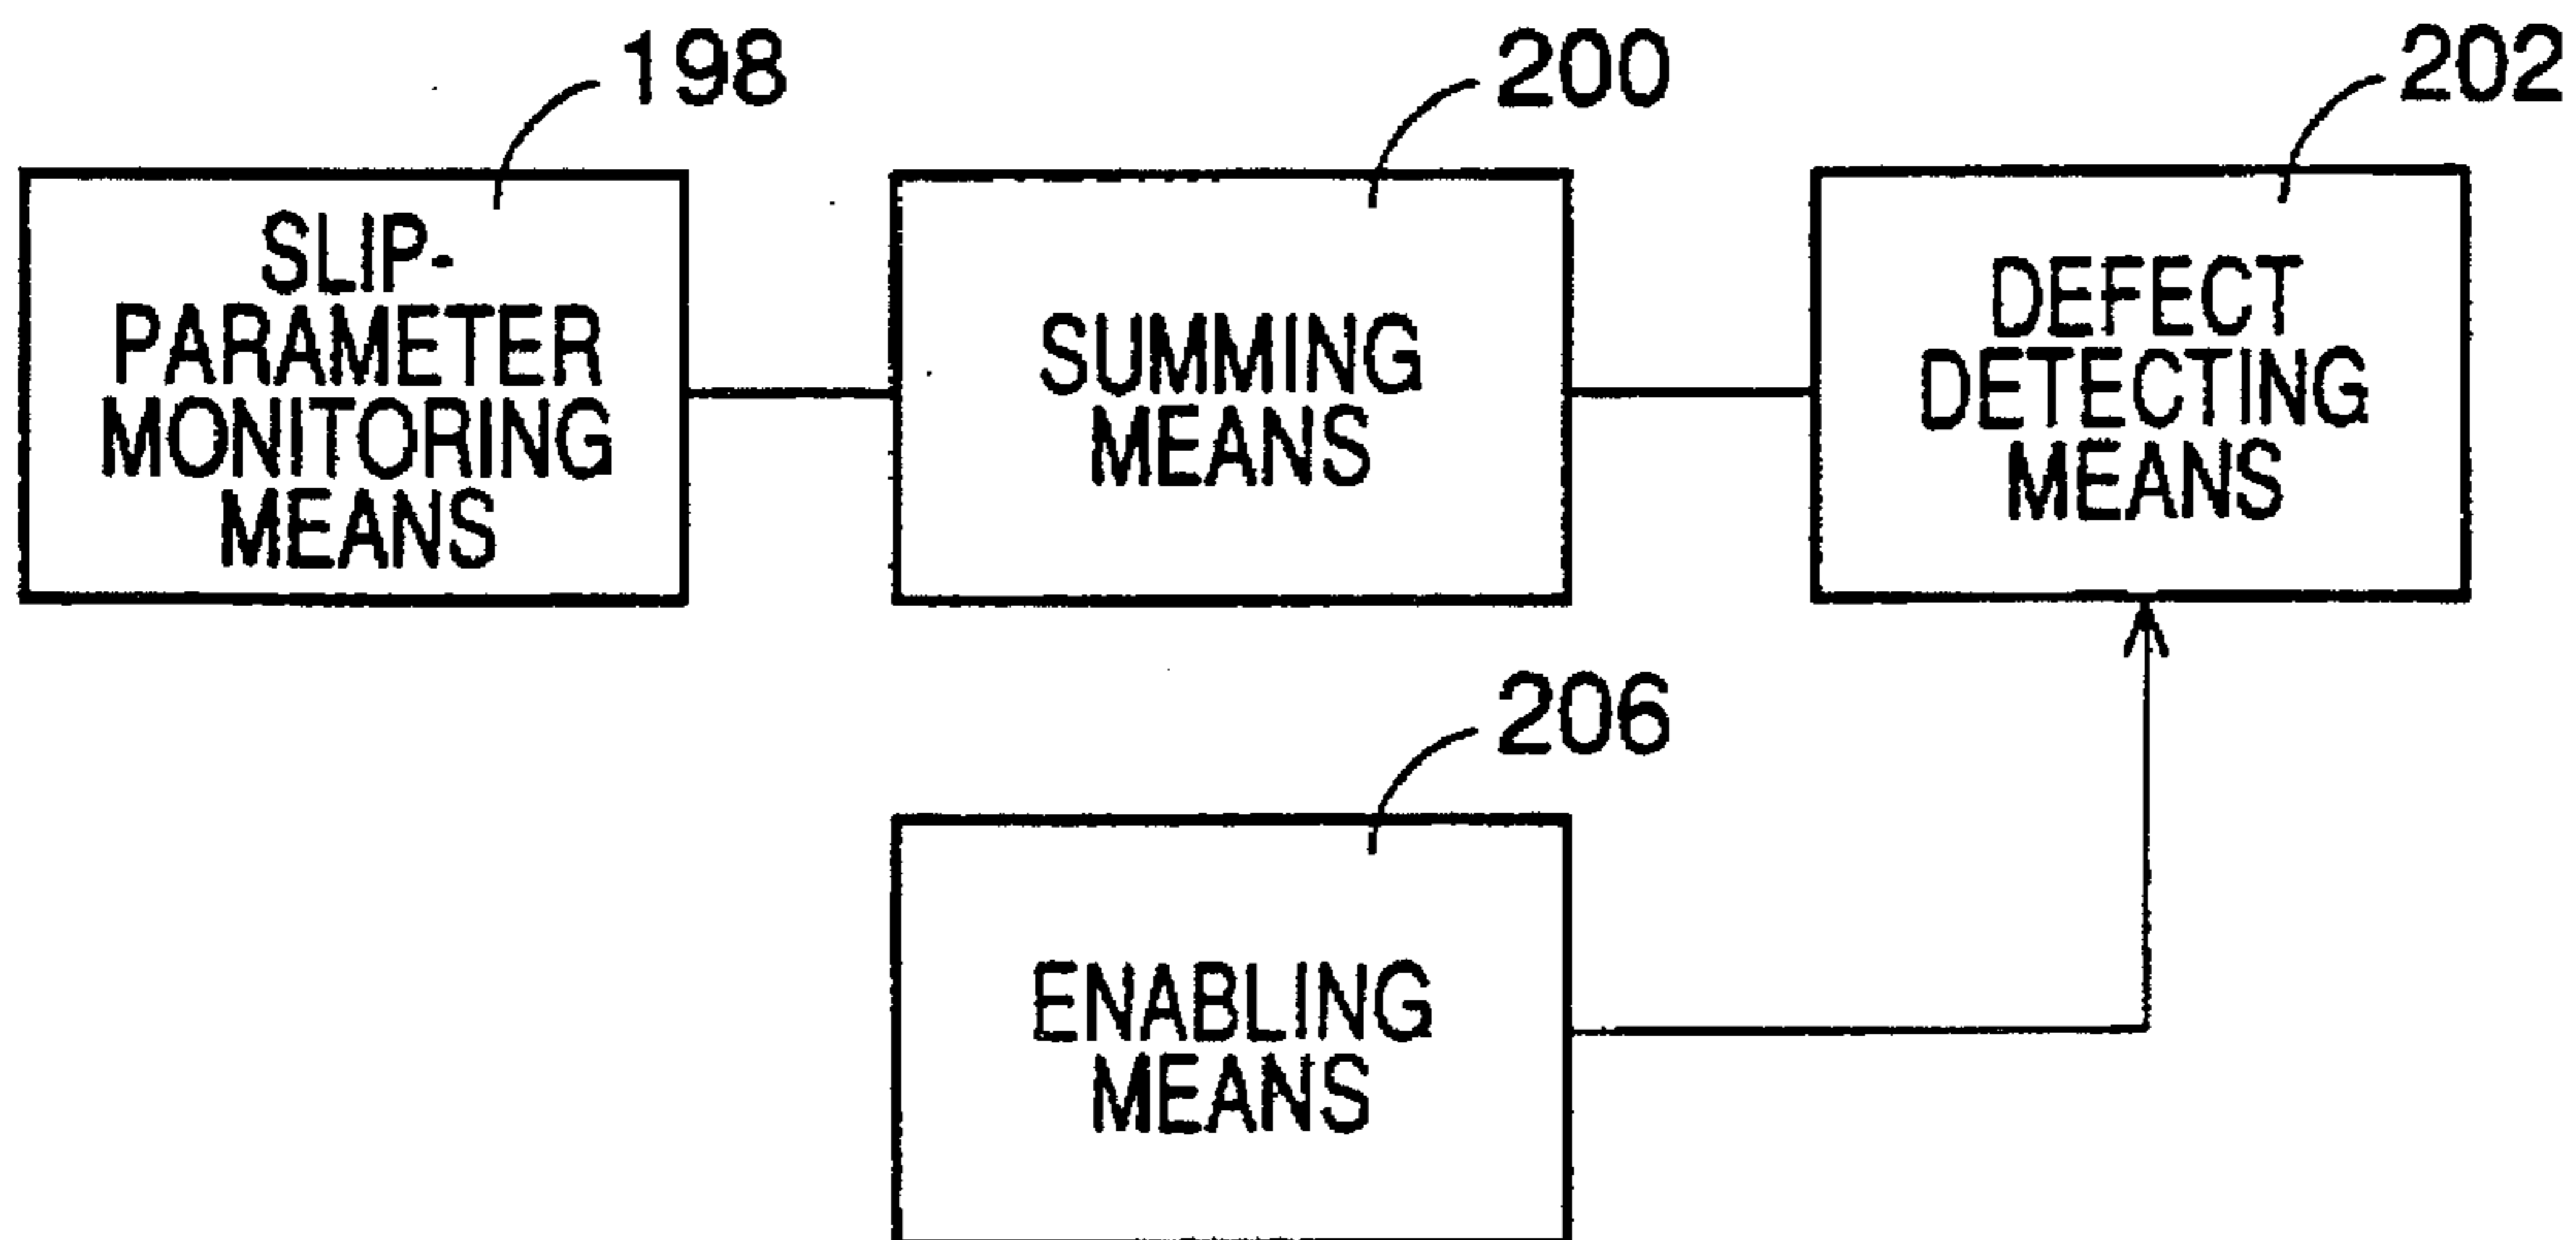 198
200
202
SLIP-
PARAMETER
MONITORING
MEANS
SUMMING
MEANS
DEFECT
DETECTING
MEANS
206
ENABLING
MEANS